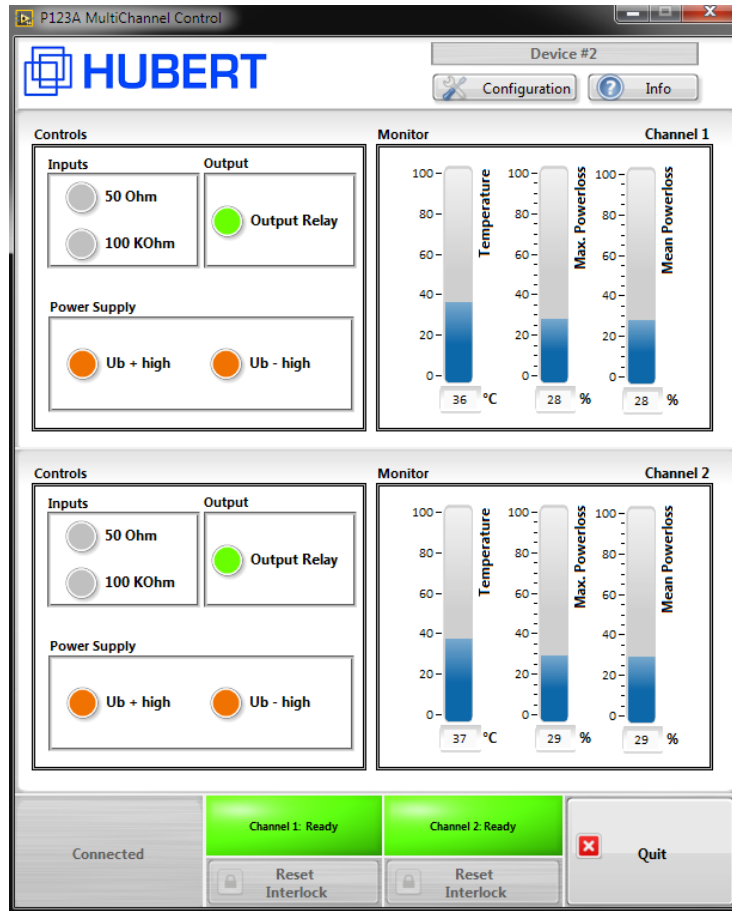 P123A MultiChannel Control
HUBERT
Device #2
Configuration
Info
Controls
Inputs
50 Ohm
100 KOhm
Output
Output Relay
Power Supply
Ub + high
Ub - high
Monitor
Channel 1
100
80
60
40
20
0
Temperature
36 °C
100
80
60
40
20
0
Max. Powerloss
28 %
100
80
60
40
20
0
Mean Powerloss
28 %
Controls
Inputs
50 Ohm
100 KOhm
Output
Output Relay
Power Supply
Ub + high
Ub - high
Monitor
Channel 2
100
80
60
40
20
0
Temperature
37 °C
100
80
60
40
20
0
Max. Powerloss
29 %
100
80
60
40
20
0
Mean Powerloss
29 %
Connected
Channel 1: Ready
Reset
Interlock
Channel 2: Ready
Reset
Interlock
Quit